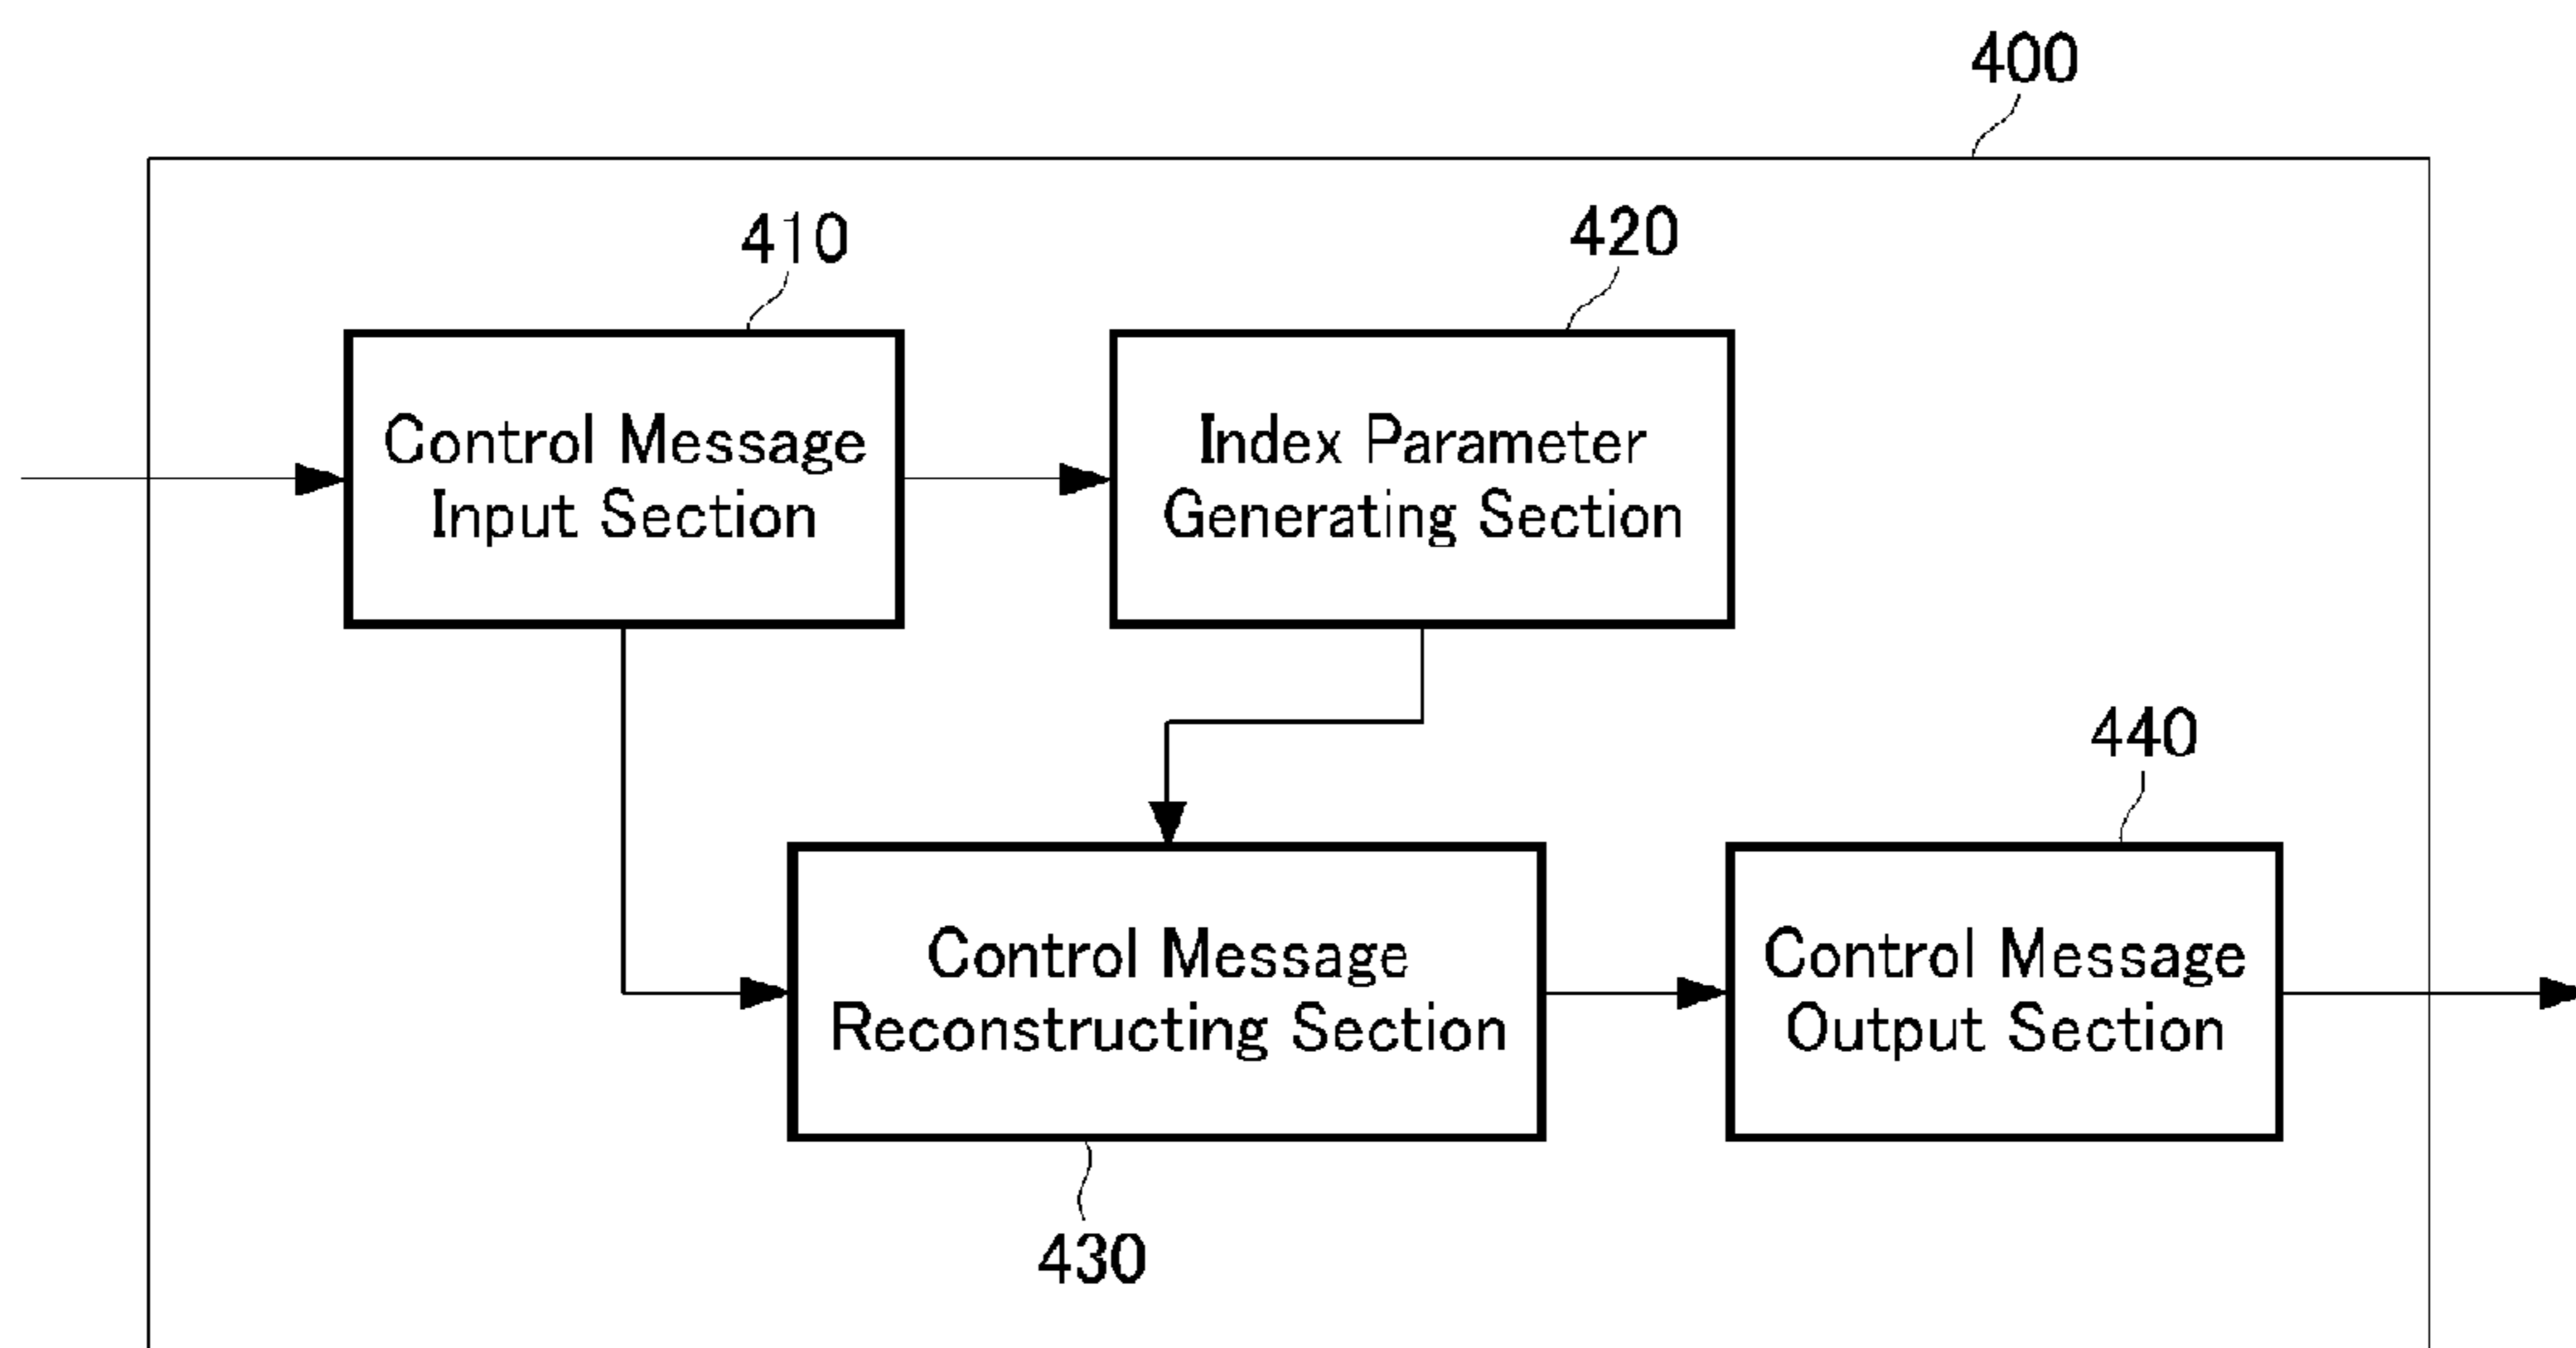 400
410
420
Control Message
Input Section
Index Parameter
Generating Section
440
Control Message
Reconstructing Section
Control Message
Output Section
430